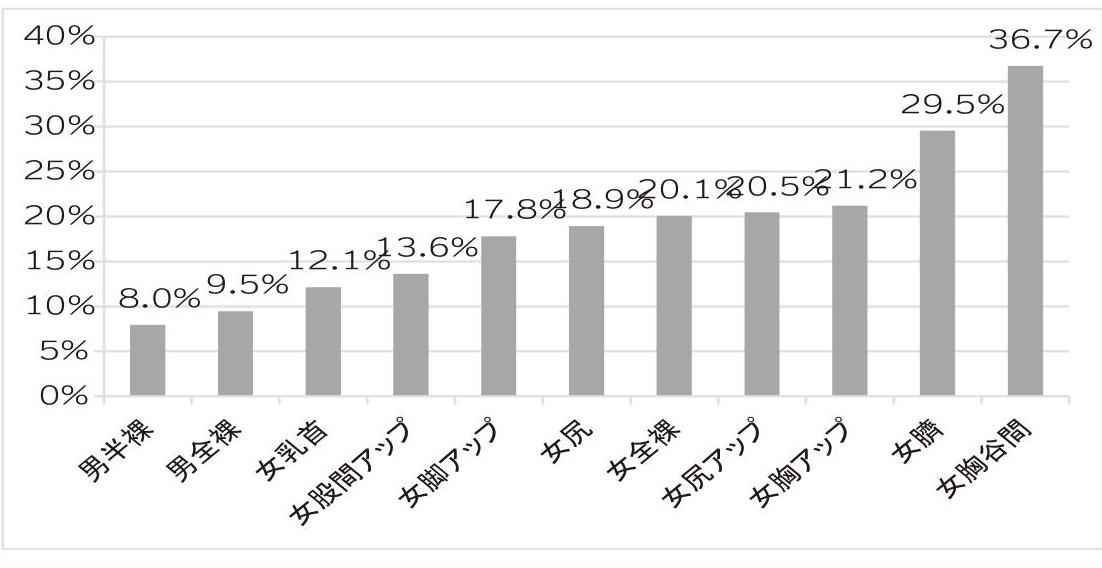 40%
35%
30%
25%
20%
15%
10%
5%
0%
8.0%
9.5%
12.1%
13.6%
17.8%
18.9%
20.1%
20.5%
21.2%
29.5%
36.7%
男半裸
男全裸
女乳首
女股間アップ
女脚アップ
女尻
女全裸
女尻アップ
女胸アップ
女臍
女胸谷間